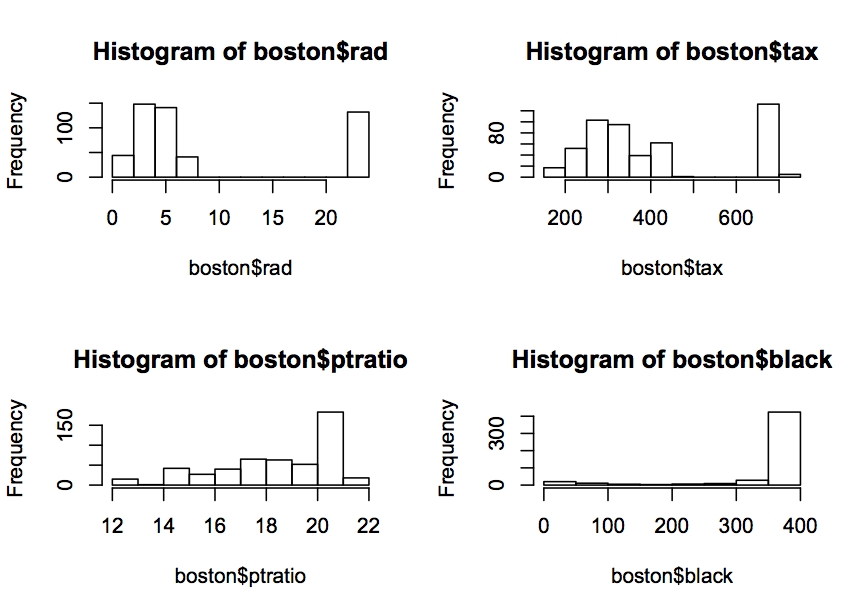 Histogram of boston$rad
Frequency
0 100
0 5 10 15 20
boston$rad
Histogram of boston$tax
Frequency
0 80
200 400 600
boston$tax
Histogram of boston$ptratio
Frequency
0 150
12 14 16 18 20 22
boston$ptratio
Histogram of boston$black
Frequency
0 300
0 100 200 300 400
boston$black